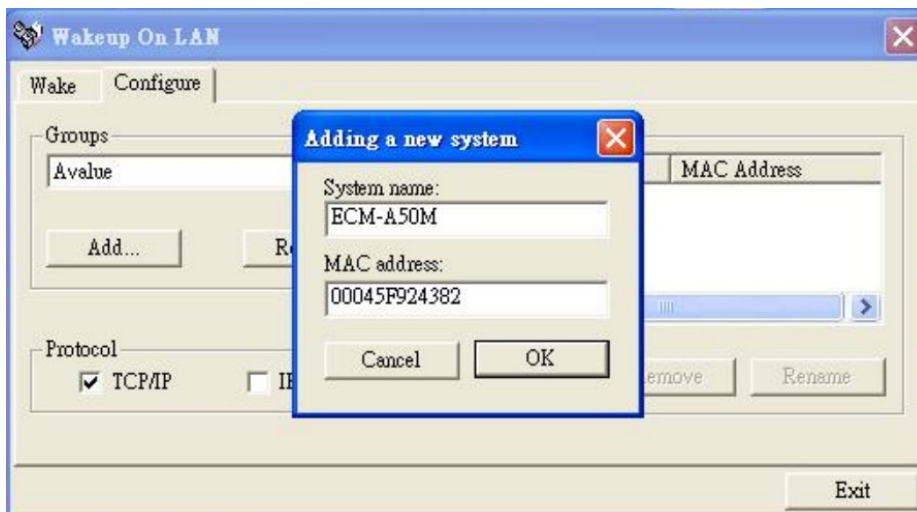 Wakeup On LAN
Wake Configure
Groups
Avalue
Add...
MAC Address
Protocol
TCP/IP
Rename
Exit
Adding a new system
System name:
ECM-A50M
MAC address:
00045F924382
Cancel OK